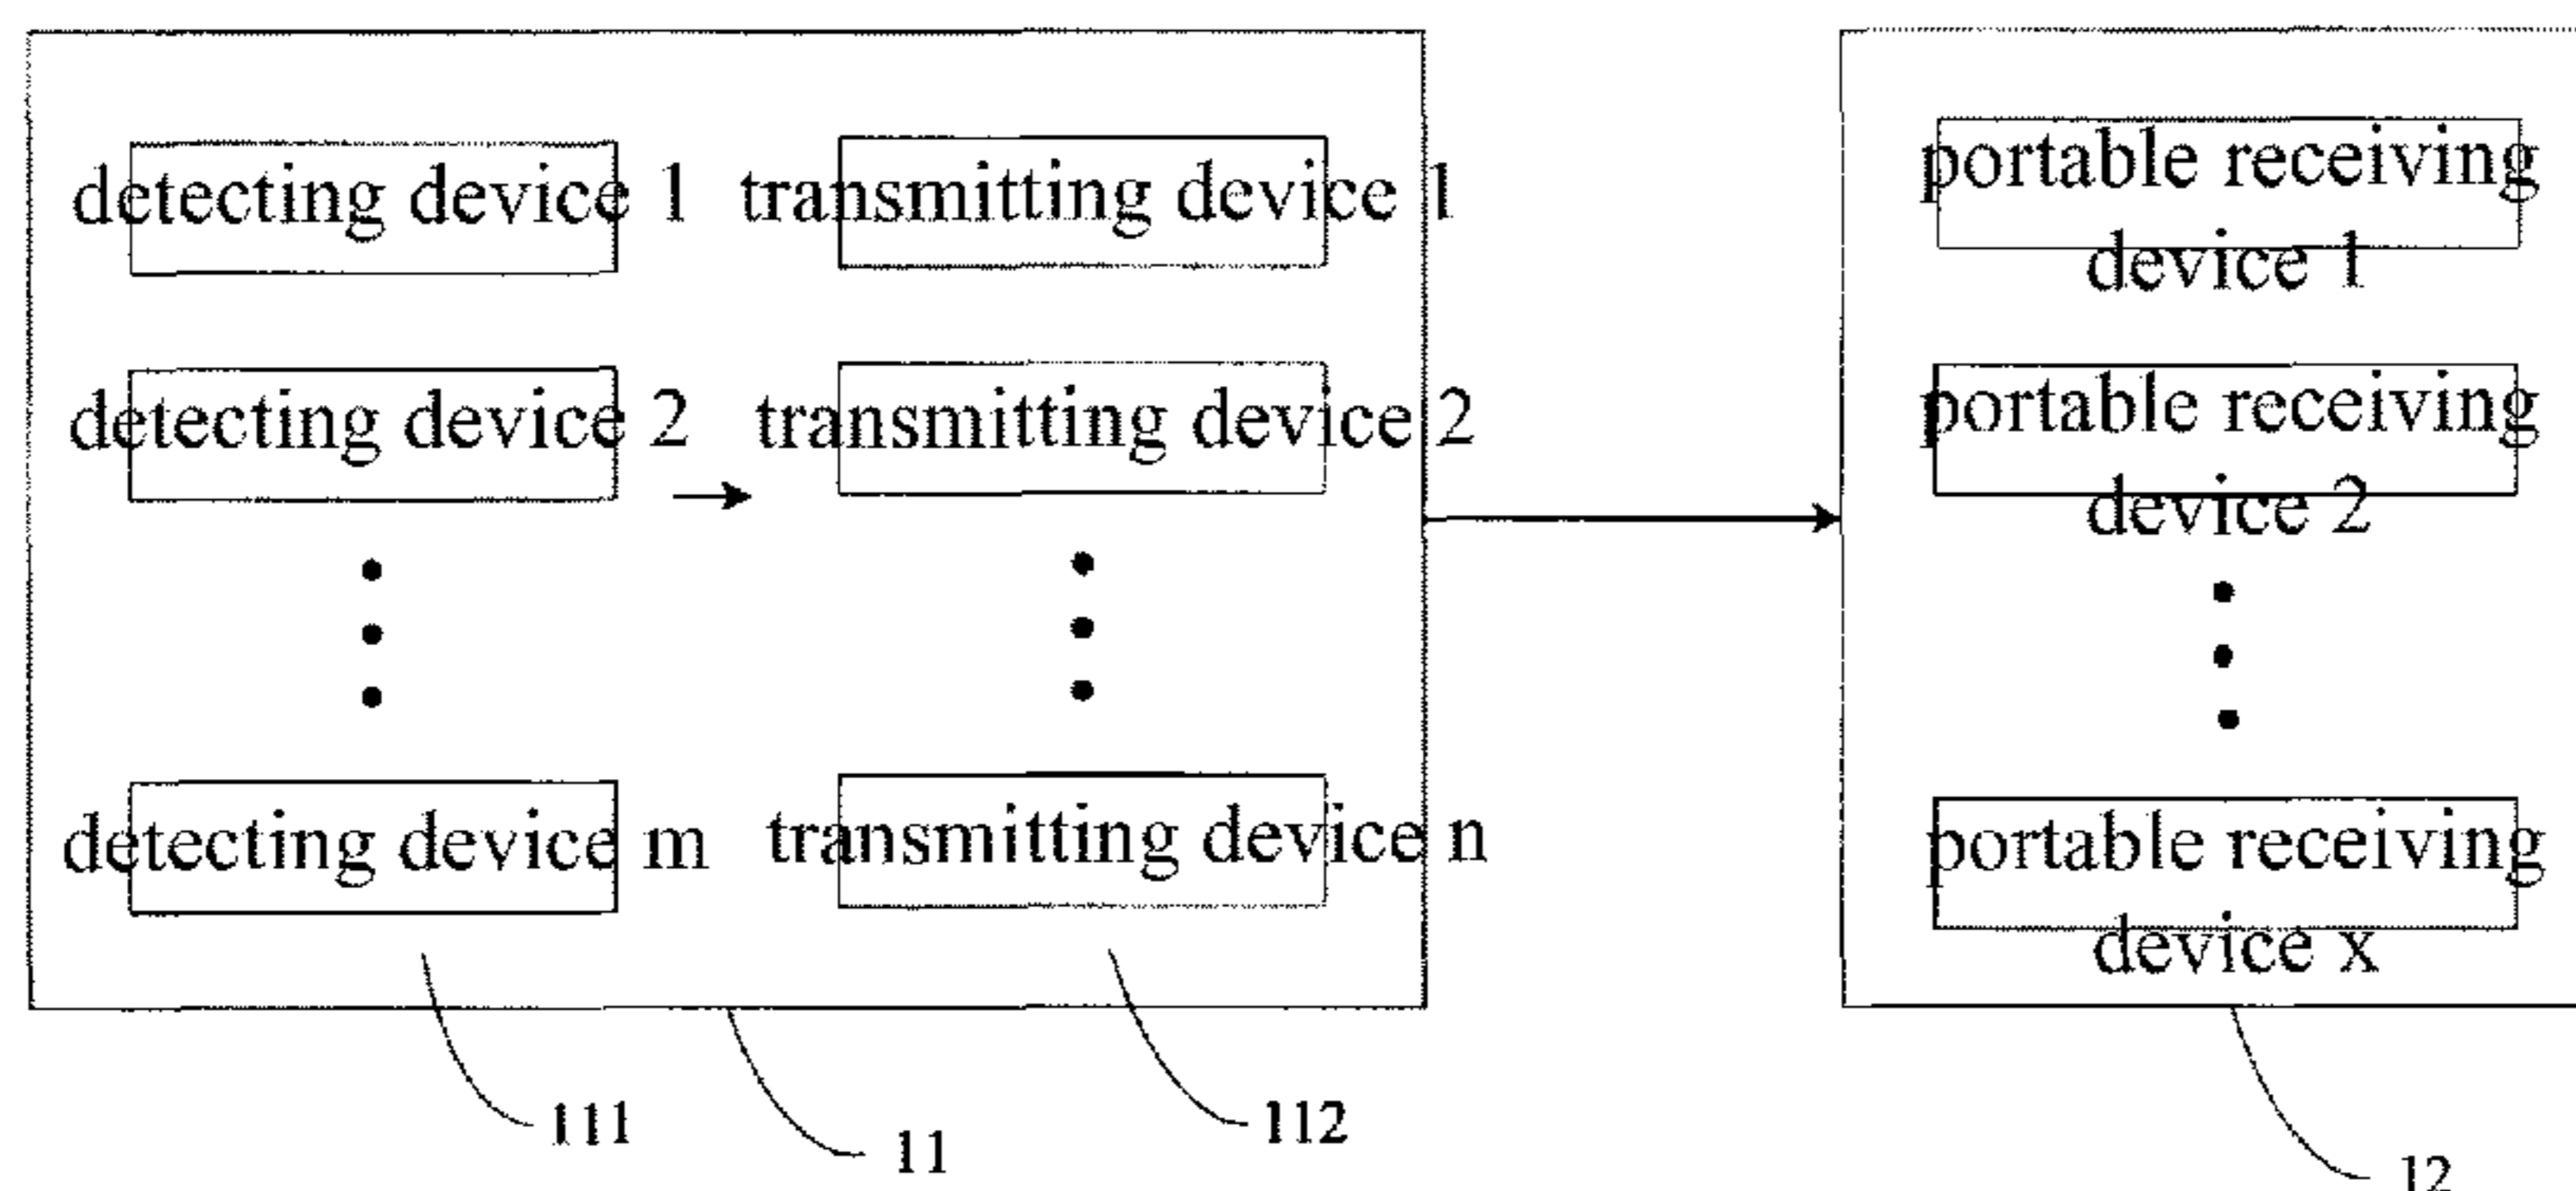 detecting device 1
transmitting device 1
portable receiving
device 1
detecting device 2
transmitting device 2
portable receiving
device 2
detecting device m
transmitting device n
portable receiving
device x
111
11
112
12